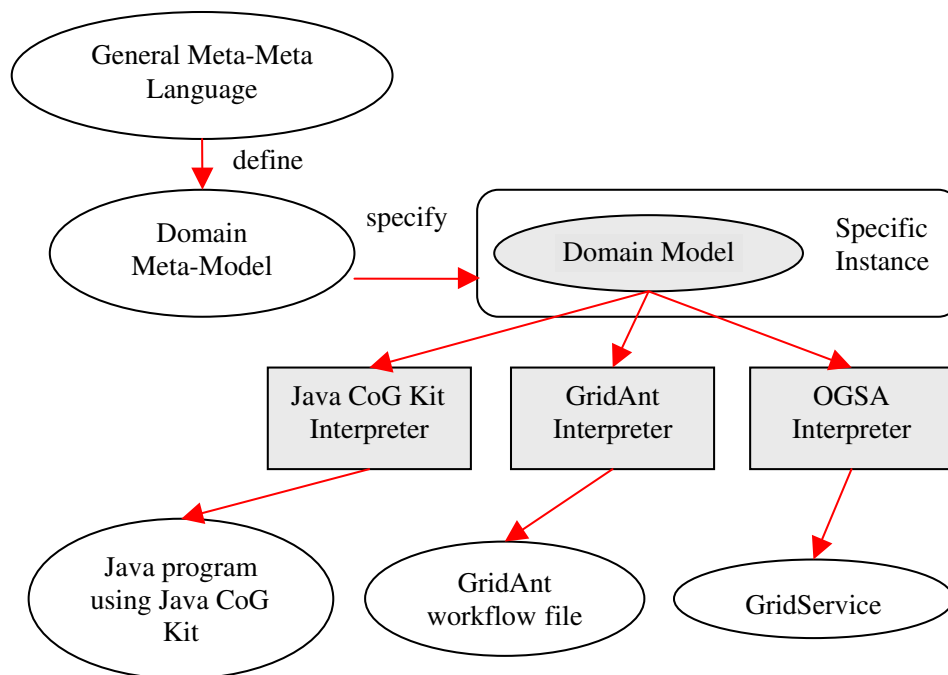 General Meta-Meta
Language
define
Domain
Meta-Model
specify
Domain Model
Specific
Instance
Java CoG Kit
Interpreter
GridAnt
Interpreter
OGSA
Interpreter
Java program
using Java CoG
Kit
GridAnt
workflow file
GridService